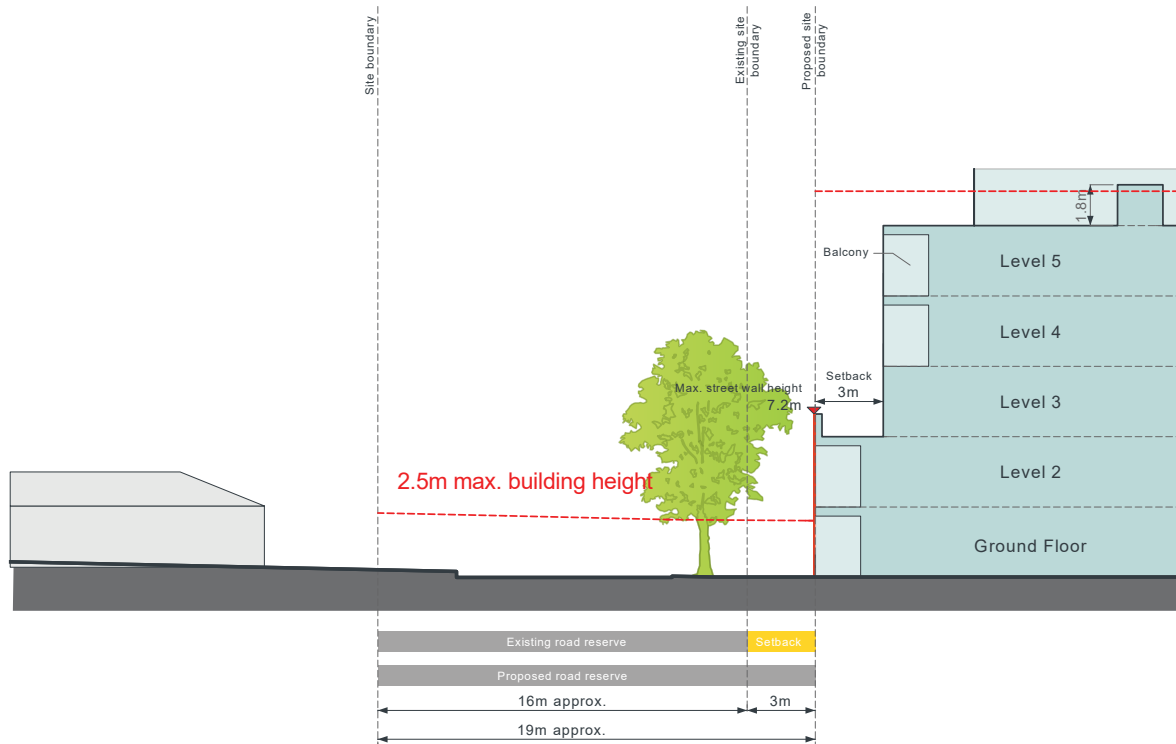 Site boundary
Existing site
boundary
Proposed site
boundary
1.8m
Balcony
Level 5
Level 4
Setback
3m
Max. street wall height
7.2m
Level 3
2.5m max. building height
Level 2
Ground Floor
Existing road reserve
Setback
Proposed road reserve
16m approx.
3m
19m approx.